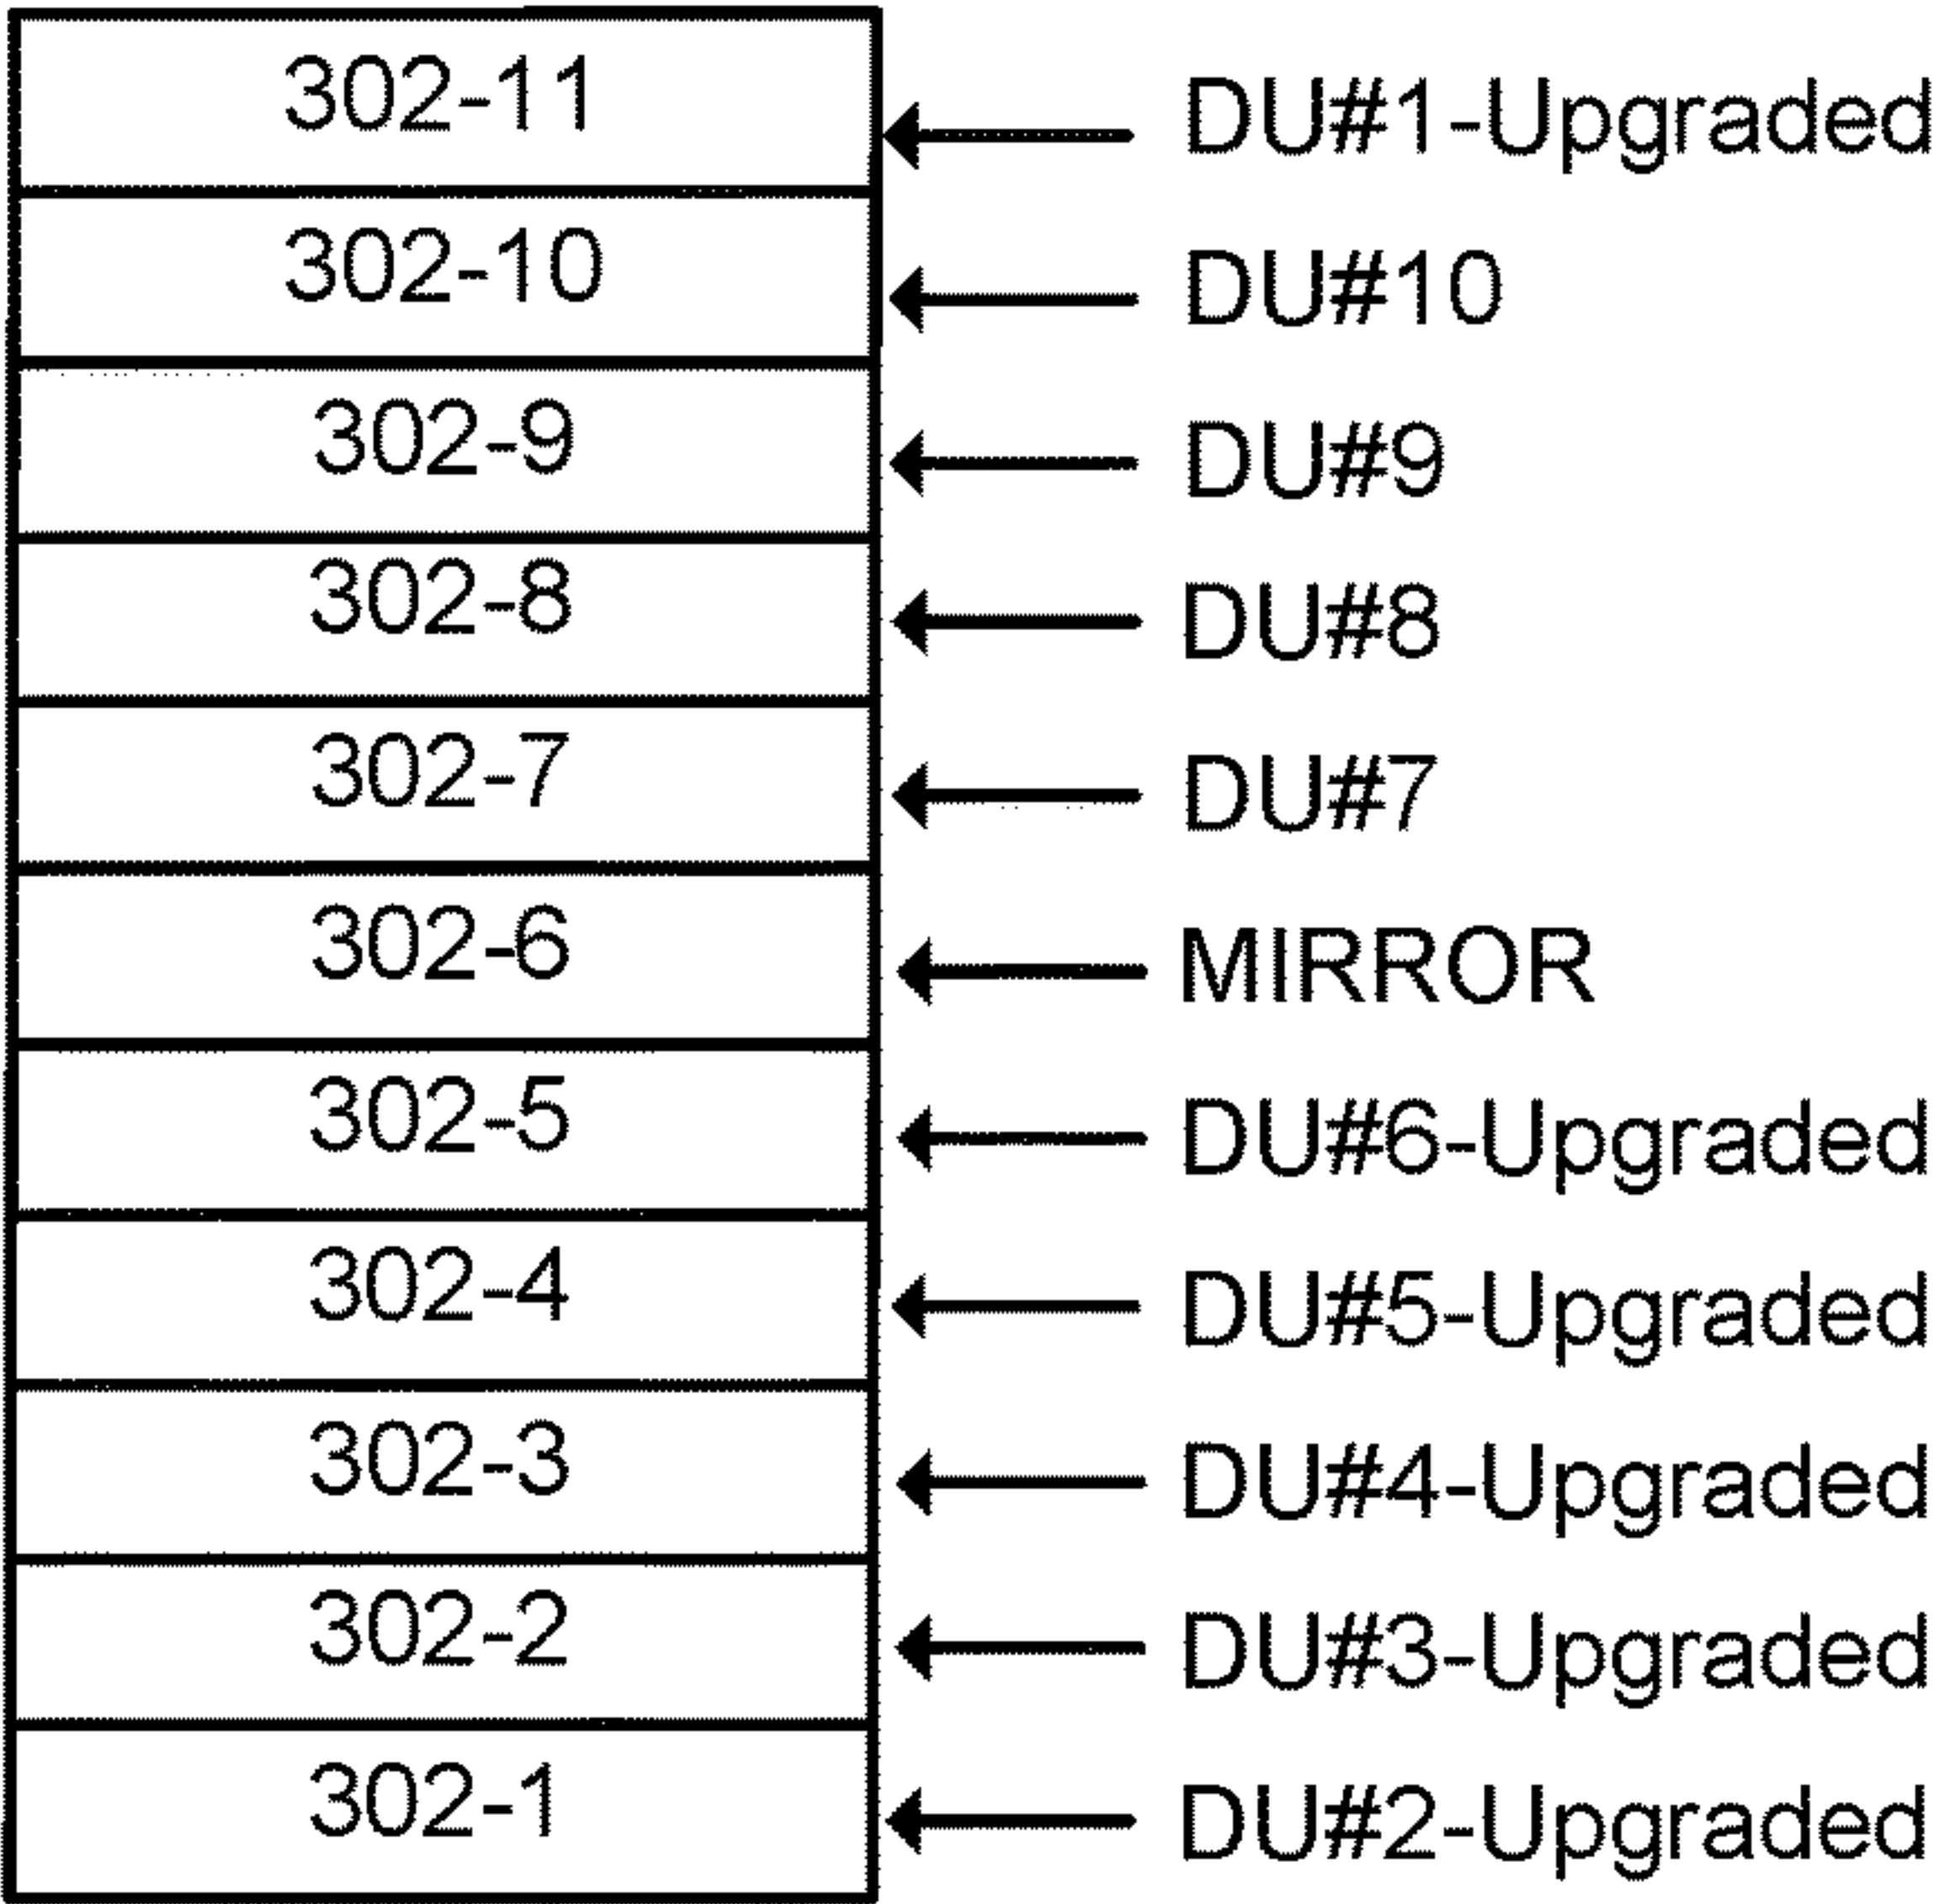 302-11 DU#1-Upgraded
302-10 DU#10
302-9 DU#9
302-8 DU#8
302-7 DU#7
302-6 MIRROR
302-5 DU#6-Upgraded
302-4 DU#5-Upgraded
302-3 DU#4-Upgraded
302-2 DU#3-Upgraded
302-1 DU#2-Upgraded